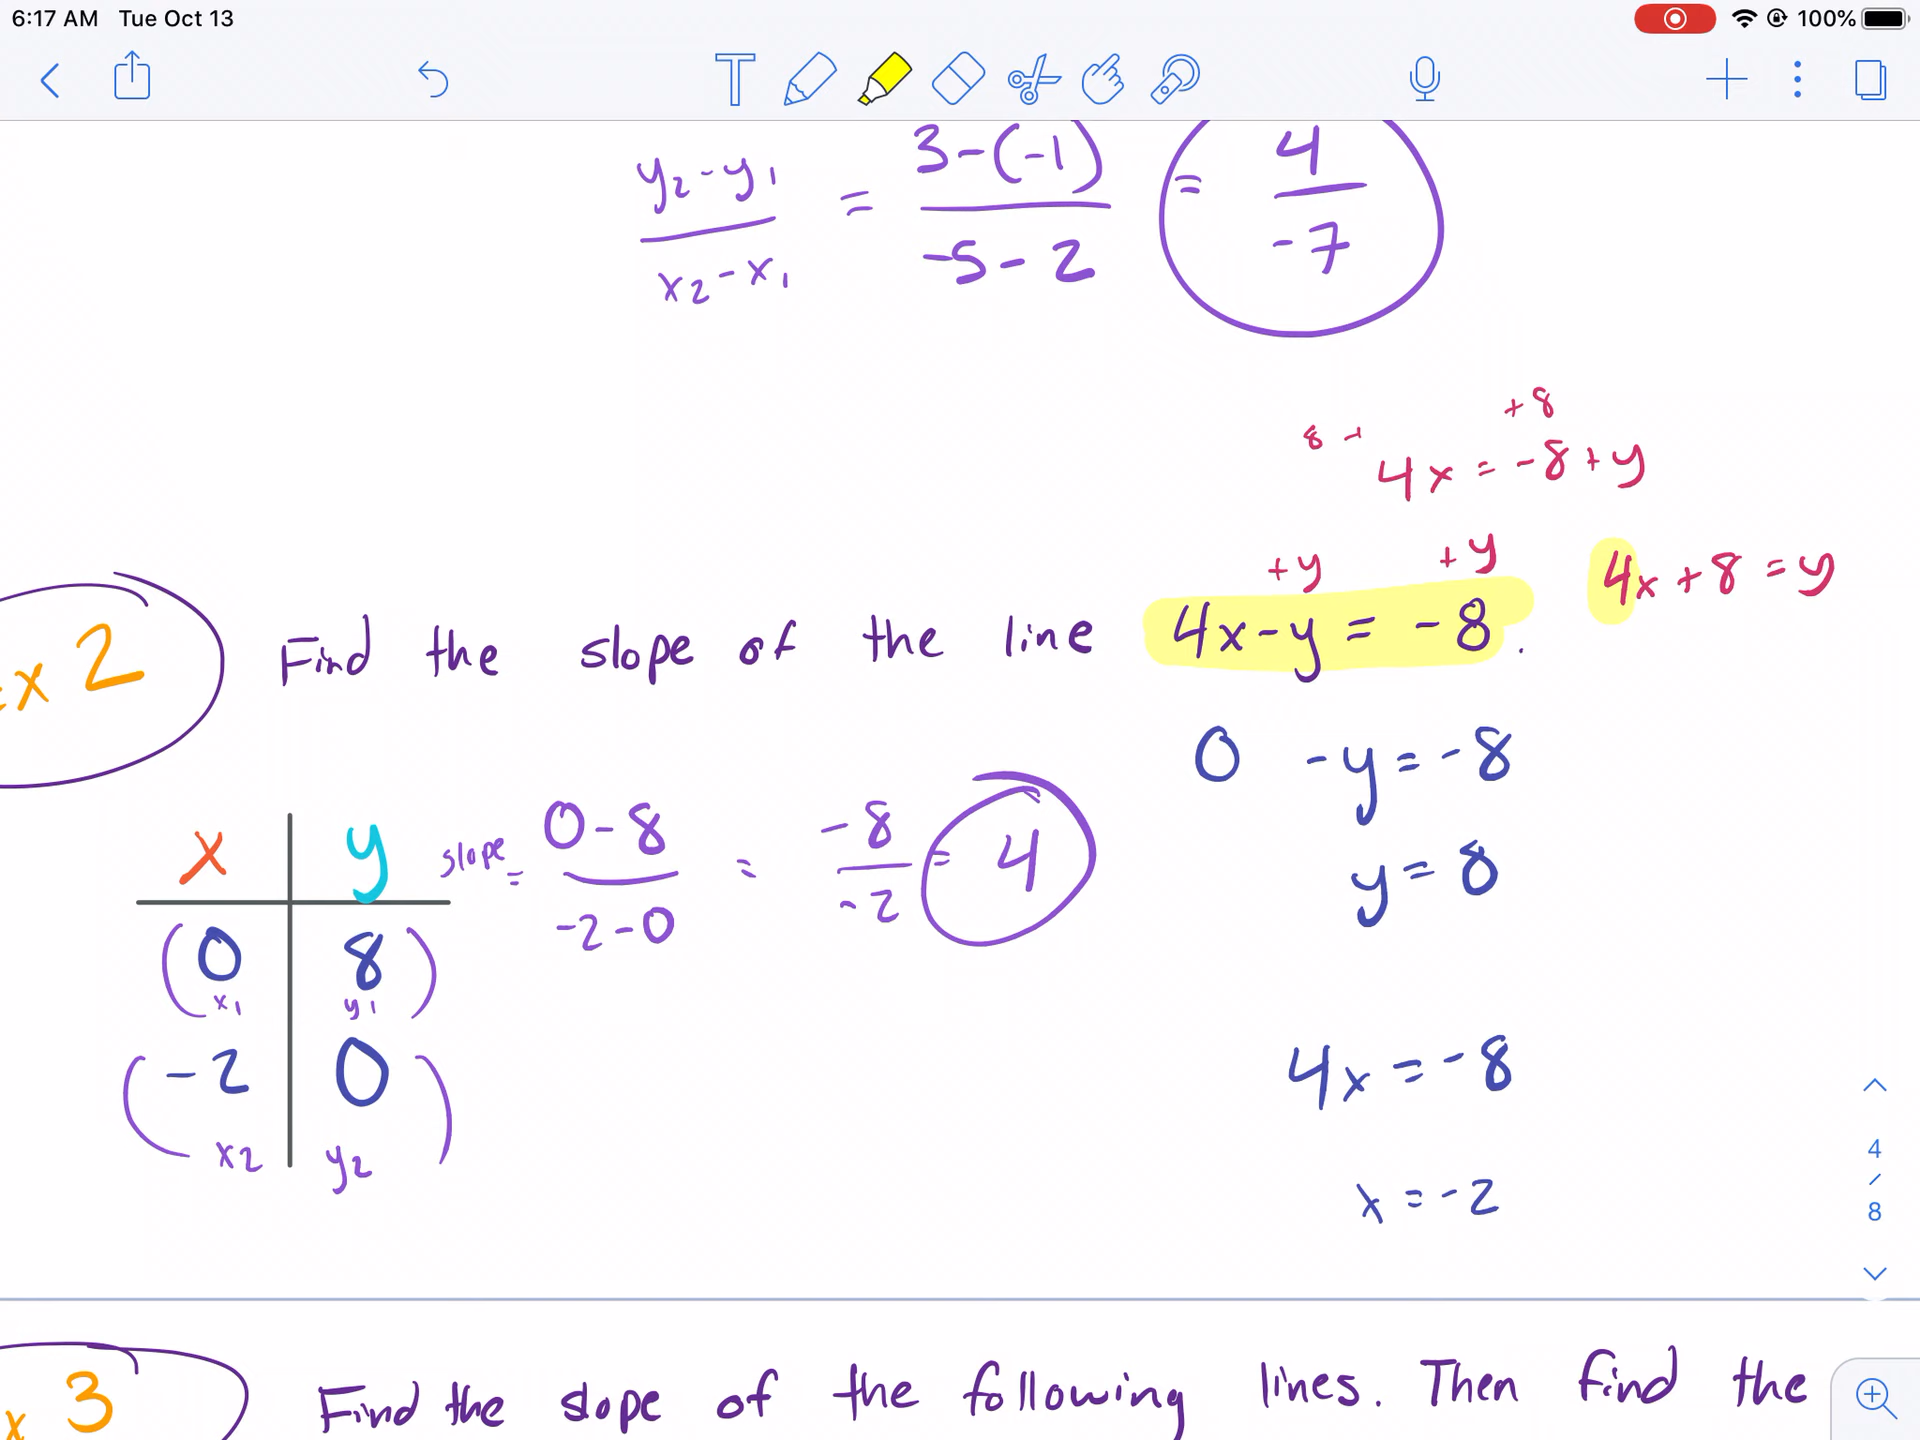 6:17 AM Tue Oct 13 100%
T
y2-y1 / x2-x1 = 3-(-1) / -5-2 = 4 / -7
+8
8 +
4x = -8+y
+y +y
4x+8=y
x 2 Find the slope of the line 4x-y = -8.
0 -y=-8
x y slope = 0-8 / -2-0 = -8 / -2 = 4
y=8
(0 8)
x1 y1
(-2 0)
x2 y2
4x=-8
x=-2
4 / 8
x 3 Find the slope of the following lines. Then find the